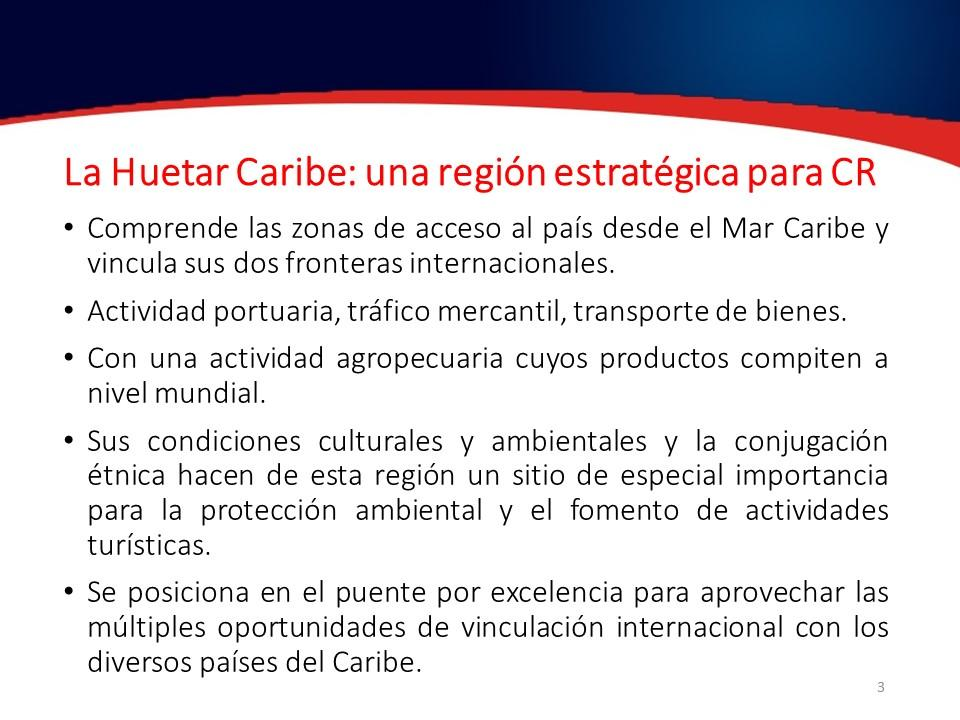 La Huetar Caribe: una región estratégica para CR
• Comprende las zonas de acceso al país desde el Mar Caribe y
vincula sus dos fronteras internacionales.
• Actividad portuaria, tráfico mercantil, transporte de bienes.
• Con una actividad agropecuaria cuyos productos compiten a
nivel mundial.
• Sus condiciones culturales y ambientales y la conjugación
étnica hacen de esta región un sitio de especial importancia
para la protección ambiental y el fomento de actividades
turísticas.
• Se posiciona en el puente por excelencia para aprovechar las
múltiples oportunidades de vinculación internacional con los
diversos países del Caribe.
3